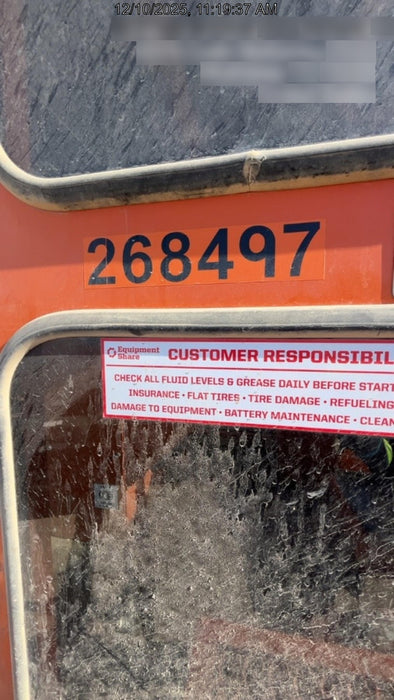 12/10/2025, 11:19:37 AM
268497
Equipment
Share
CUSTOMER RESPONSIBIL
CHECK ALL FLUID LEVELS & GREASE DAILY BEFORE START
INSURANCE • FLAT TIRES • TIRE DAMAGE • REFUELING
DAMAGE TO EQUIPMENT • BATTERY MAINTENANCE • CLEAN